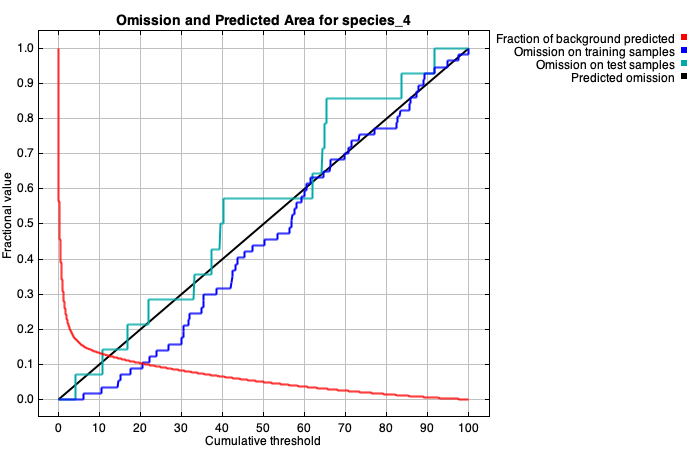 Omission and Predicted Area for species_4
Fraction of background predicted
Omission on training samples
Omission on test samples
Predicted omission
Fractional value
1.0
0.9
0.8
0.7
0.6
0.5
0.4
0.3
0.2
0.1
0.0
0 10 20 30 40 50 60 70 80 90 100
Cumulative threshold